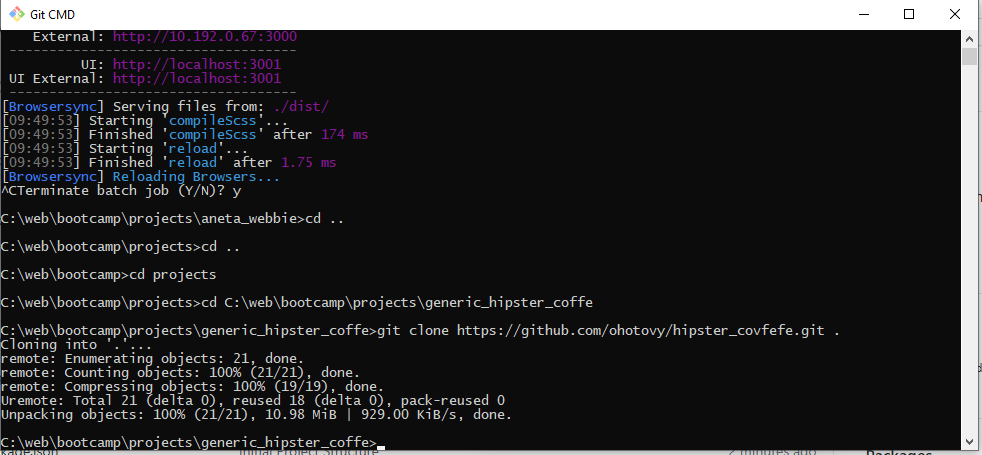 Git CMD
External: http://10.192.0.67:3000
-------------------------------------
UI: http://localhost:3001
UI External: http://localhost:3001
-------------------------------------
[Browsersync] Serving files from: ./dist/
[09:49:53] Starting 'compileScss'...
[09:49:53] Finished 'compileScss' after 174 ms
[09:49:53] Starting 'reload'...
[09:49:53] Finished 'reload' after 1.75 ms
[Browsersync] Reloading Browsers...
^CTerminate batch job (Y/N)? y
C:\web\bootcamp\projects\aneta_webbie>cd ..
C:\web\bootcamp\projects>cd ..
C:\web\bootcamp>cd projects
C:\web\bootcamp\projects>cd C:\web\bootcamp\projects\generic_hipster_coffe
C:\web\bootcamp\projects\generic_hipster_coffe>git clone https://github.com/ohotovy/hipster_covfefe.git .
Cloning into '.'...
remote: Enumerating objects: 21, done.
remote: Counting objects: 100% (21/21), done.
remote: Compressing objects: 100% (19/19), done.
Uremote: Total 21 (delta 0), reused 18 (delta 0), pack-reused 0
Unpacking objects: 100% (21/21), 10.98 MiB | 929.00 KiB/s, done.
C:\web\bootcamp\projects\generic_hipster_coffe>
kage.json Initial Project Structure 2 minutes ago Packages